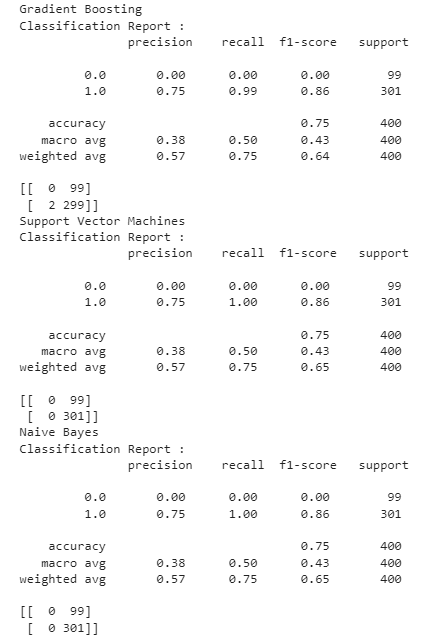 Gradient Boosting
Classification Report :
precision recall f1-score support
0.0 0.00 0.00 0.00 99
1.0 0.75 0.99 0.86 301
accuracy 0.75 400
macro avg 0.38 0.50 0.43 400
weighted avg 0.57 0.75 0.64 400
[[ 0 99]
[ 2 299]]
Support Vector Machines
Classification Report :
precision recall f1-score support
0.0 0.00 0.00 0.00 99
1.0 0.75 1.00 0.86 301
accuracy 0.75 400
macro avg 0.38 0.50 0.43 400
weighted avg 0.57 0.75 0.65 400
[[ 0 99]
[ 0 301]]
Naive Bayes
Classification Report :
precision recall f1-score support
0.0 0.00 0.00 0.00 99
1.0 0.75 1.00 0.86 301
accuracy 0.75 400
macro avg 0.38 0.50 0.43 400
weighted avg 0.57 0.75 0.65 400
[[ 0 99]
[ 0 301]]